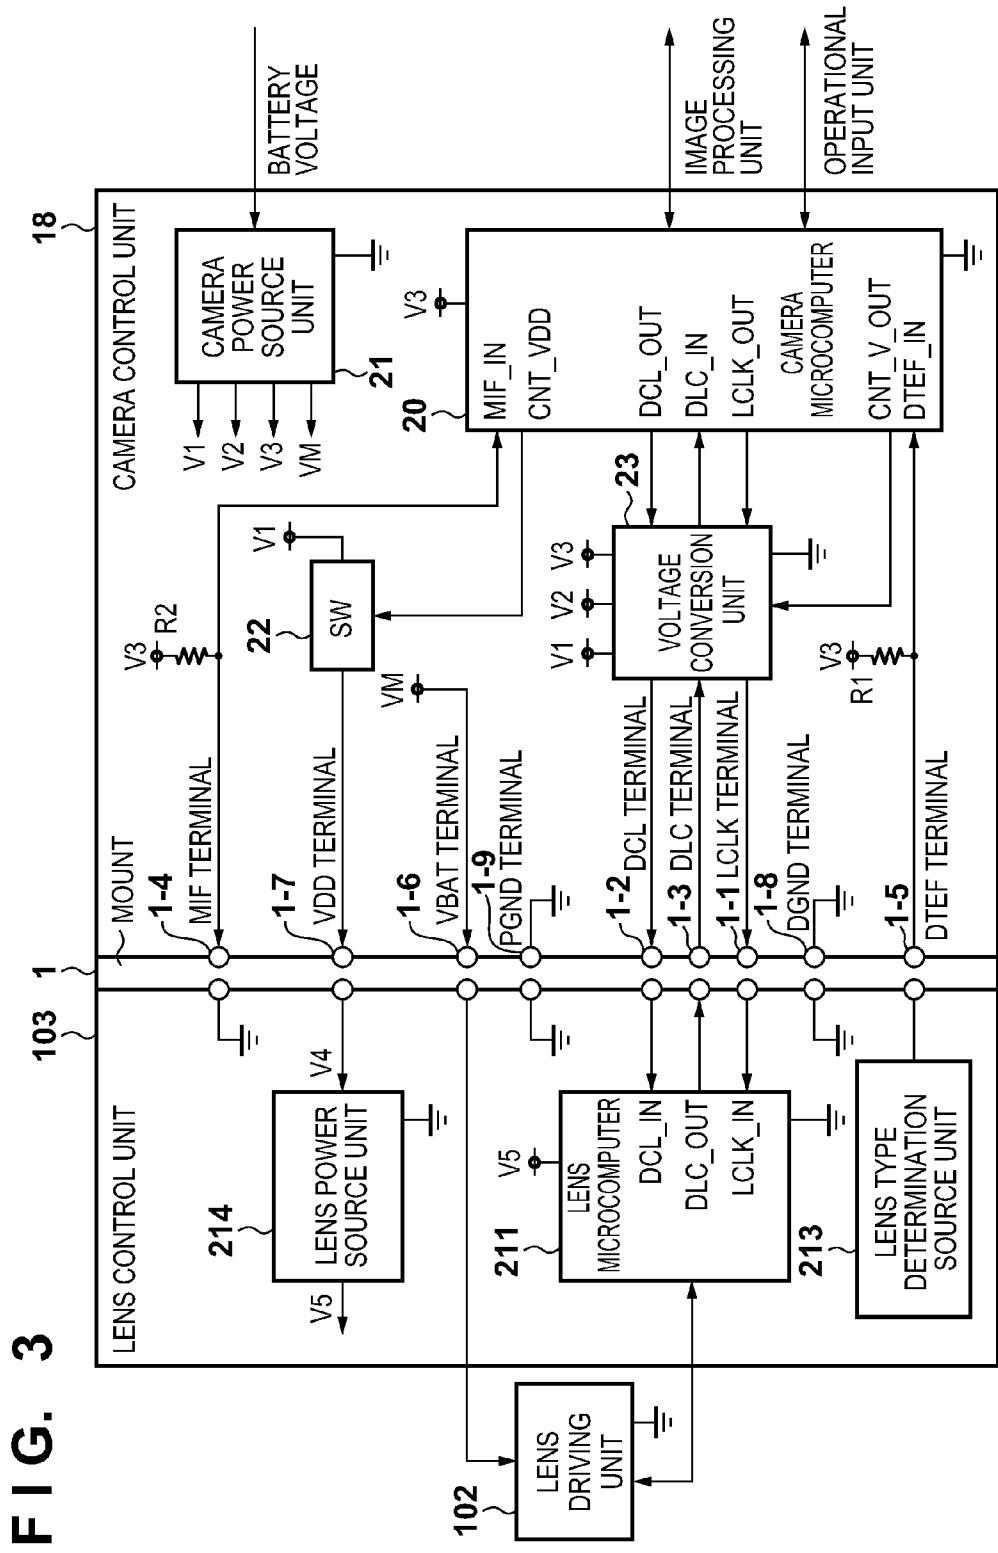 FIG. 3
103
1
18
LENS CONTROL UNIT
MOUNT
CAMERA CONTROL UNIT
1-4
MIF TERMINAL
V3
R2
V1
V2
V3
VM
CAMERA
POWER
SOURCE
UNIT
21
BATTERY
VOLTAGE
214
V5
LENS POWER
SOURCE UNIT
V4
1-7
VDD TERMINAL
22
SW
V1
1-6
VBAT TERMINAL
VM
20
V3
MIF_IN
CNT_VDD
1-9
PGND TERMINAL
102
LENS
DRIVING
UNIT
211
V5
LENS
MICROCOMPUTER
DCL_IN
DLC_OUT
LCLK_IN
1-2
DCL TERMINAL
1-3
DLC TERMINAL
1-1
LCLK TERMINAL
V1
V2
V3
23
VOLTAGE
CONVERSION
UNIT
DCL_OUT
DLC_IN
LCLK_OUT
CAMERA
MICROCOMPUTER
CNT_V_OUT
DTEF_IN
IMAGE
PROCESSING
UNIT
OPERATIONAL
INPUT UNIT
1-8
DGND TERMINAL
213
LENS TYPE
DETERMINATION
SOURCE UNIT
1-5
DTEF TERMINAL
R1
V3